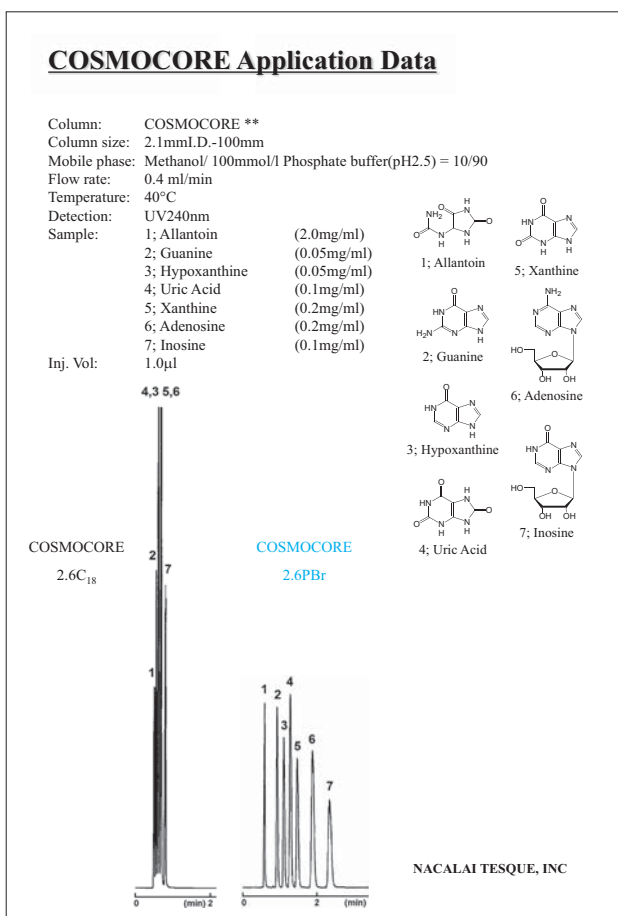 COSMOCORE Application Data
Column: COSMOCORE **
Column size: 2.1mmI.D.-100mm
Mobile phase: Methanol/ 100mmol/l Phosphate buffer(pH2.5) = 10/90
Flow rate: 0.4 ml/min
Temperature: 40°C
Detection: UV240nm
Sample: 1; Allantoin (2.0mg/ml)
2; Guanine (0.05mg/ml)
3; Hypoxanthine (0.05mg/ml)
4; Uric Acid (0.1mg/ml)
5; Xanthine (0.2mg/ml)
6; Adenosine (0.2mg/ml)
7; Inosine (0.1mg/ml)
Inj. Vol: 1.0µl
1; Allantoin
5; Xanthine
2; Guanine
6; Adenosine
3; Hypoxanthine
4; Uric Acid
7; Inosine
4,3 5,6
2
7
1
COSMOCORE
2.6C₁₈
0 (min) 2
COSMOCORE
2.6PBr
1 2 3 4 5 6 7
0 2 (min)
NACALAI TESQUE, INC